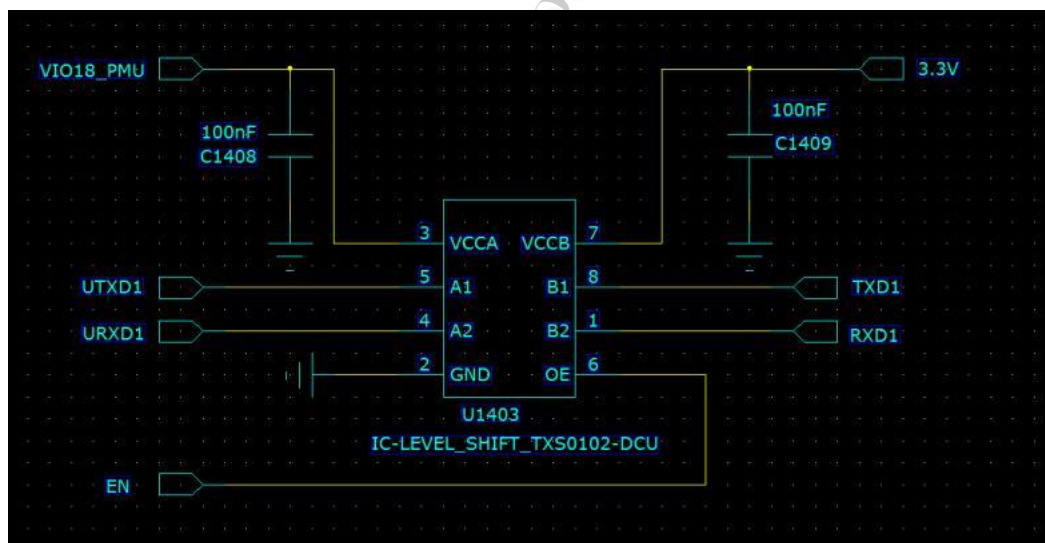 VIO18_PMU
3.3V
100nF
C1408
100nF
C1409
3
VCCA
VCCB
7
UTXD1
5
A1
B1
8
TXD1
URXD1
4
A2
B2
1
RXD1
2
GND
OE
6
U1403
IC-LEVEL_SHIFT_TXS0102-DCU
EN